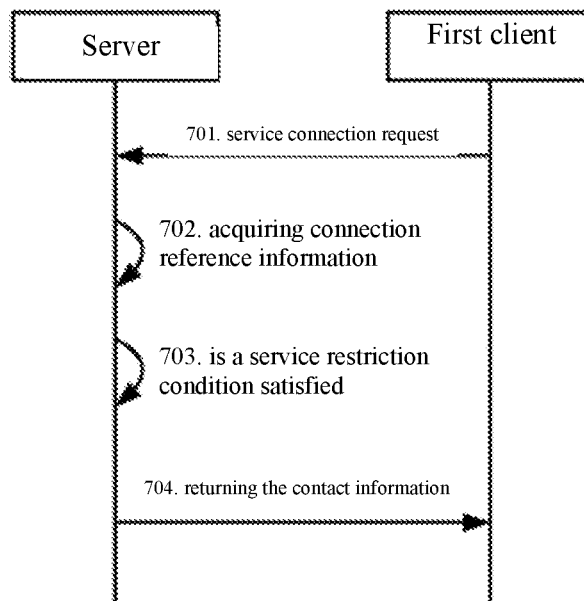 Server
First client
701. service connection request
702. acquiring connection
reference information
703. is a service restriction
condition satisfied
704. returning the contact information